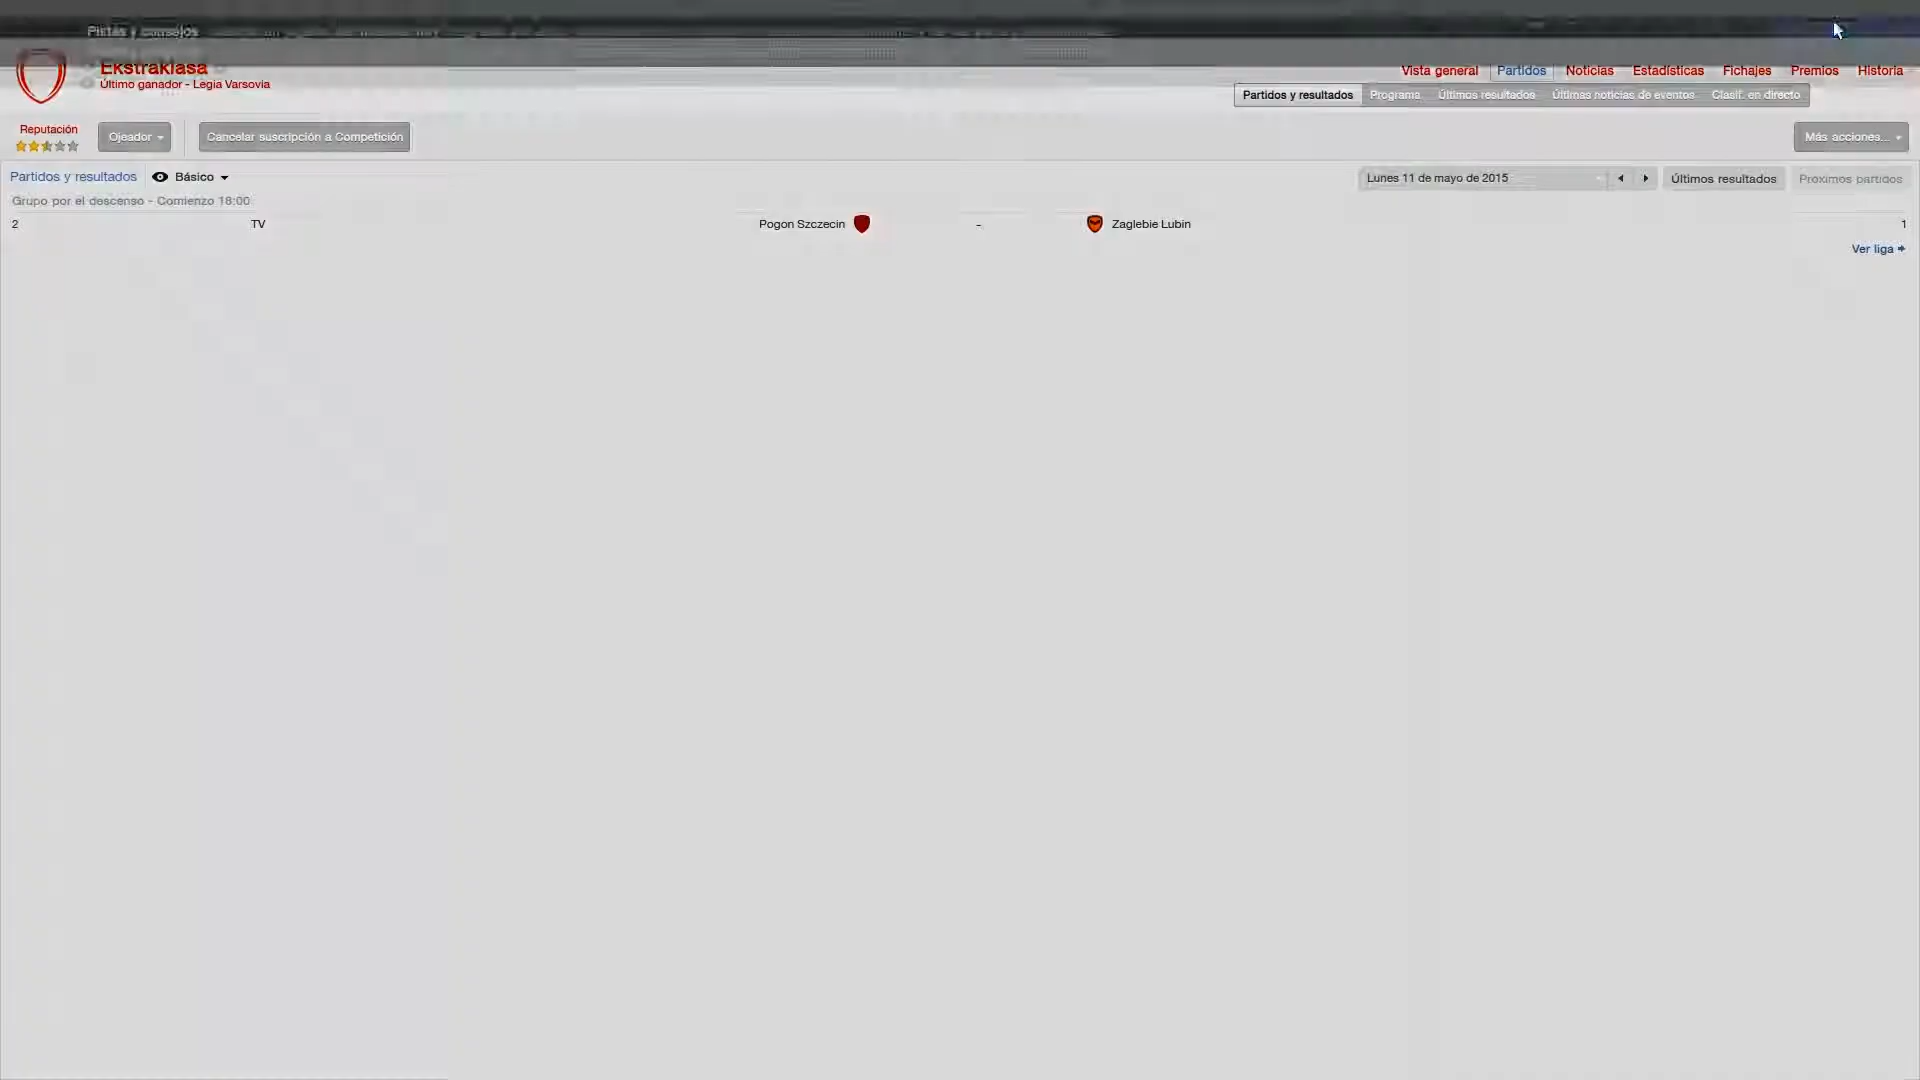 Pistas y consejos
Ekstraklasa
Último ganador - Legia Varsovia
Vista general Partidos Noticias Estadísticas Fichajes Premios Historia
Partidos y resultados Programa Últimos resultados Últimas noticias de eventos Clasif. en directo
Reputación
Ojeador
Cancelar suscripción a Competición
Más acciones...
Partidos y resultados Básico
Lunes 11 de mayo de 2015
Últimos resultados Próximos partidos
Grupo por el descenso - Comienzo 18:00
2 TV Pogon Szczecin - Zaglebie Lubin 1
Ver liga